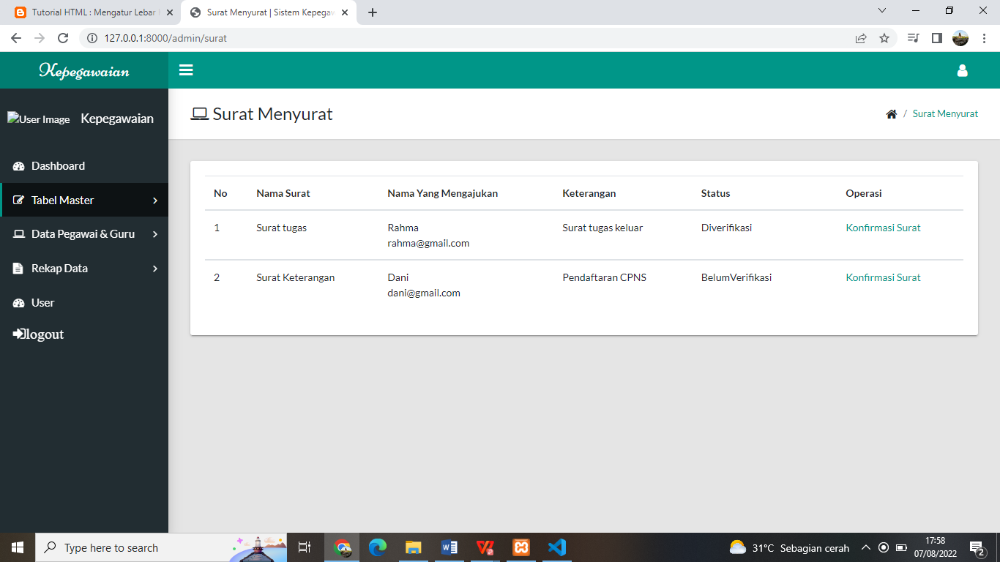 Tutorial HTML : Mengatur Lebar
Surat Menyurat | Sistem Kepegaw
127.0.0.1:8000/admin/surat
Kepegawaian
User Image Kepegawaian
Dashboard
Tabel Master
Data Pegawai & Guru
Rekap Data
User
logout
Surat Menyurat
/ Surat Menyurat
No Nama Surat Nama Yang Mengajukan Keterangan Status Operasi
1 Surat tugas Rahma Surat tugas keluar Diverifikasi Konfirmasi Surat
rahma@gmail.com
2 Surat Keterangan Dani Pendaftaran CPNS BelumVerifikasi Konfirmasi Surat
dani@gmail.com
Type here to search
31°C Sebagian cerah
17:58
07/08/2022
2